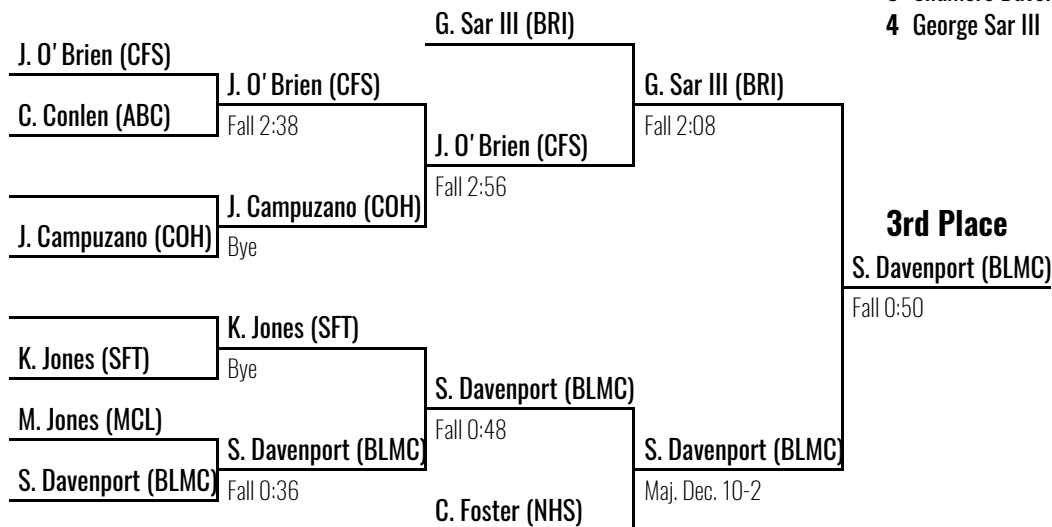 4 George Sar III
J. O'Brien (CFS)
C. Conlen (ABC)
J. Campuzano (COH)
K. Jones (SFT)
M. Jones (MCL)
S. Davenport (BLMC)
J. O'Brien (CFS)
Fall 2:38
J. Campuzano (COH)
Bye
K. Jones (SFT)
Bye
S. Davenport (BLMC)
Fall 0:36
G. Sar III (BRI)
J. O'Brien (CFS)
Fall 2:56
S. Davenport (BLMC)
Fall 0:48
C. Foster (NHS)
G. Sar III (BRI)
Fall 2:08
S. Davenport (BLMC)
Maj. Dec. 10-2
3rd Place
S. Davenport (BLMC)
Fall 0:50